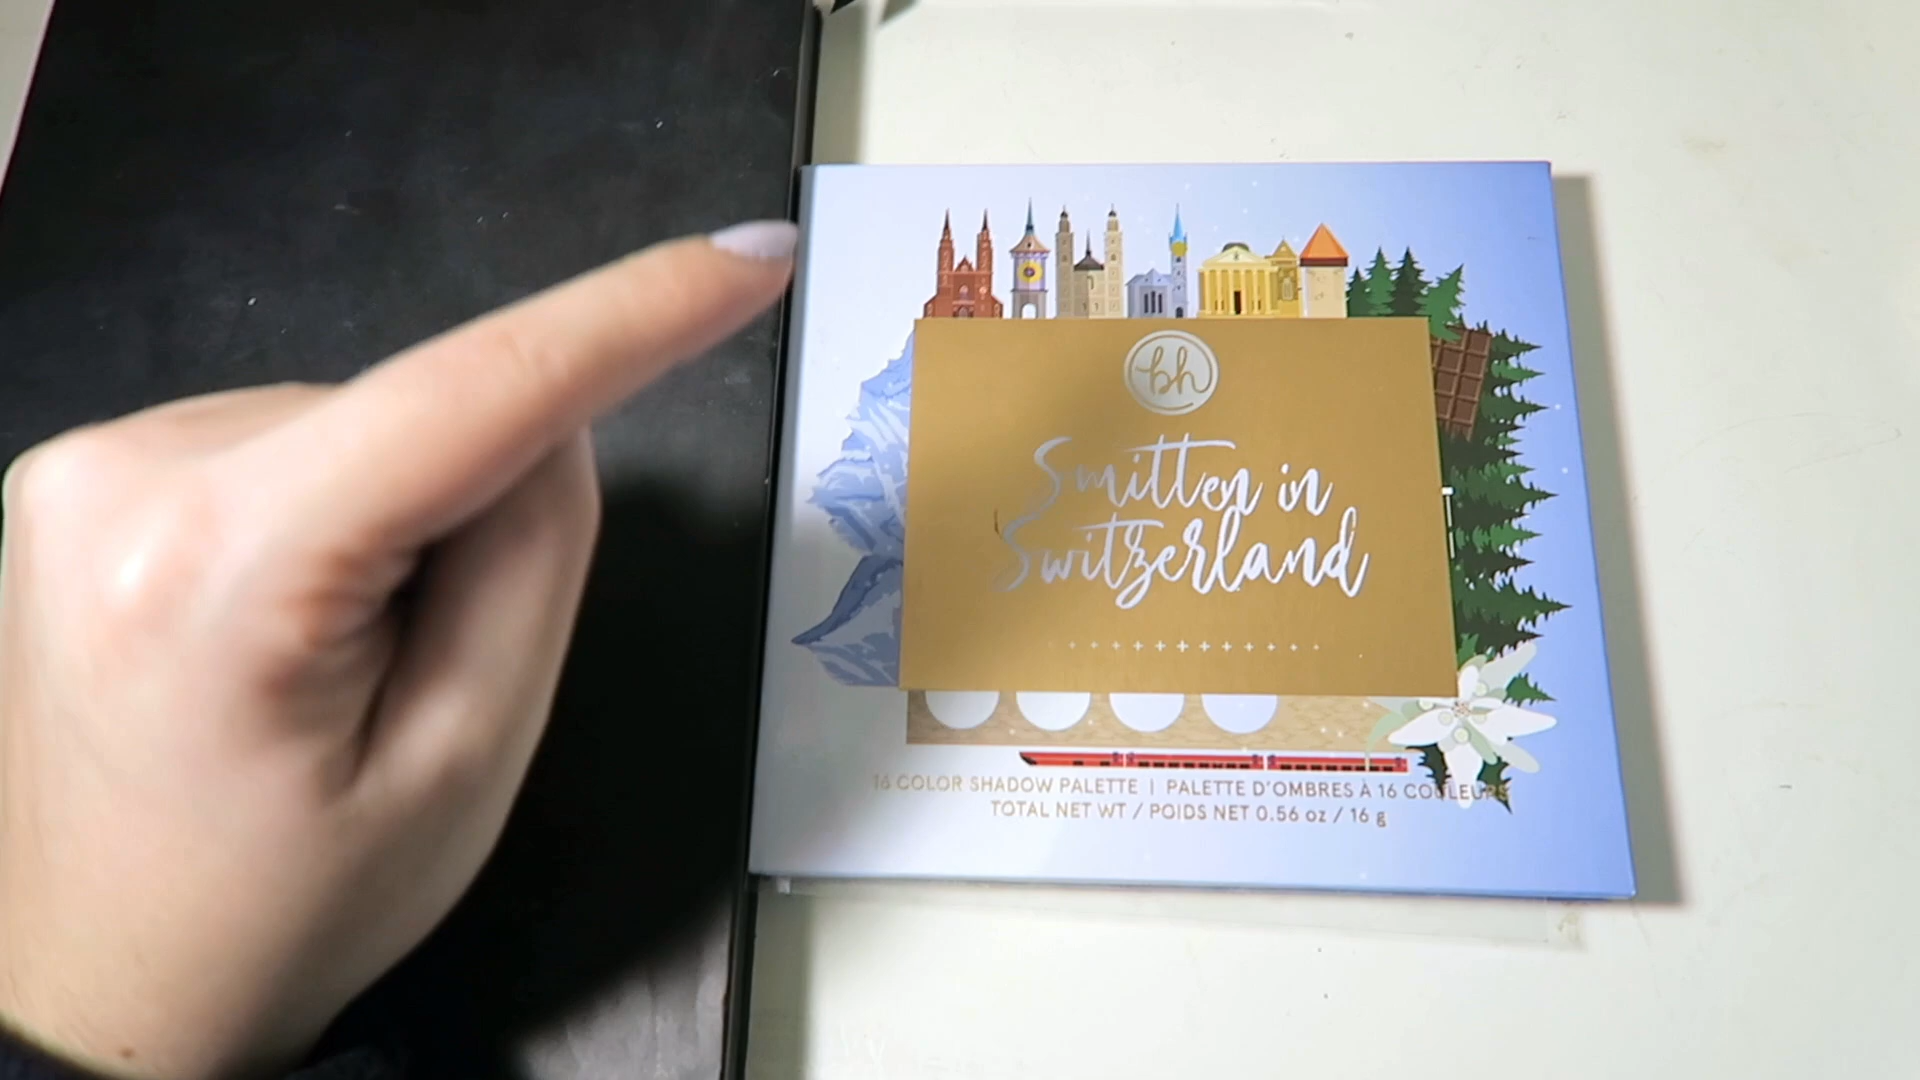 bh
Smitten in
Switzerland
16 COLOR SHADOW PALETTE | PALETTE D'OMBRES À 16 COULEURS
TOTAL NET WT / POIDS NET 0.56 oz / 16 g